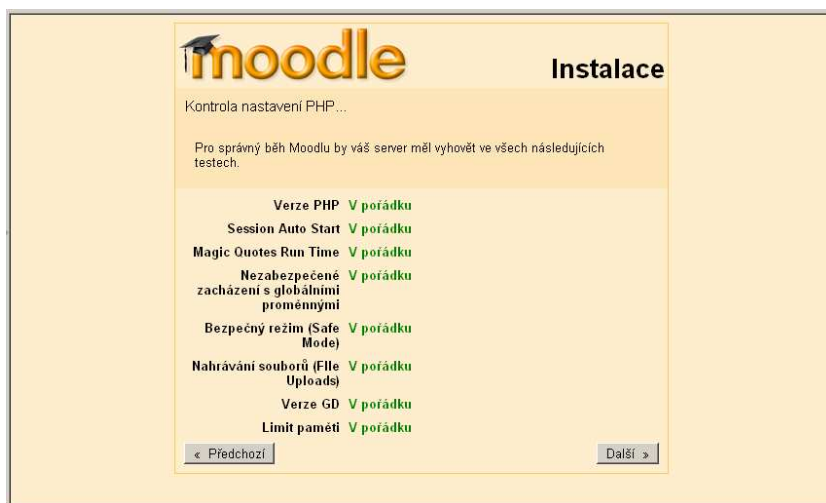 moodle
Instalace
Kontrola nastavení PHP...
Pro správný běh Moodlu by váš server měl vyhovět ve všech následujících
testech.
Verze PHP V pořádku
Session Auto Start V pořádku
Magic Quotes Run Time V pořádku
Nezabezpečené V pořádku
zacházení s globálními
proměnnými
Bezpečný režim (Safe V pořádku
Mode)
Nahrávání souborů (FIle V pořádku
Uploads)
Verze GD V pořádku
Limit paměti V pořádku
« Předchozí
Další »